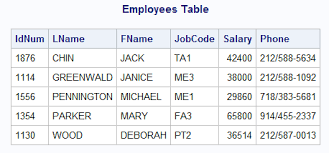 Employees Table
IdNum LName FName JobCode Salary Phone
1876 CHIN JACK TA1 42400 212/588-5634
1114 GREENWALD JANICE ME3 38000 212/588-1092
1556 PENNINGTON MICHAEL ME1 29860 718/383-5681
1354 PARKER MARY FA3 65800 914/455-2337
1130 WOOD DEBORAH PT2 36514 212/587-0013